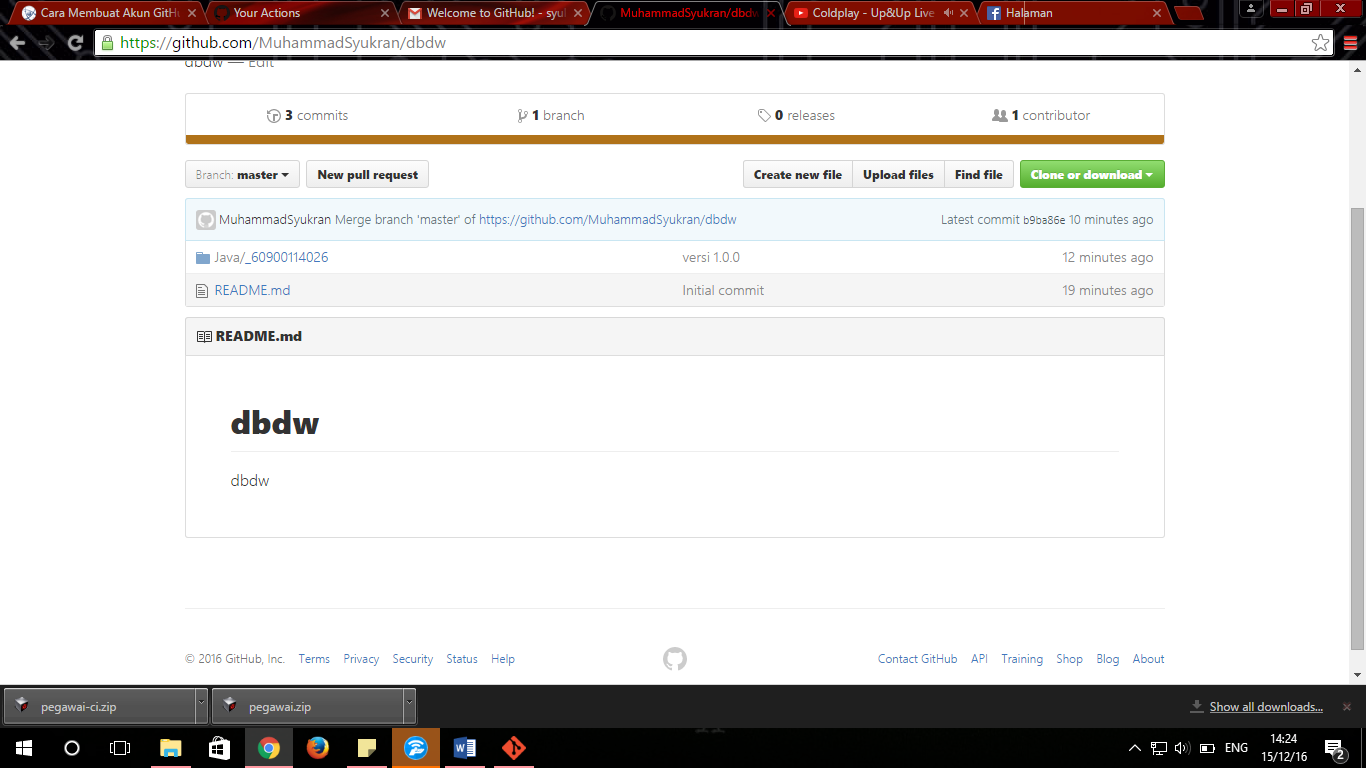 Cara Membuat Akun GitH
Your Actions
Welcome to GitHub! - syul
MuhammadSyukran/dbdw
Coldplay - Up&Up Live
Halaman
https://github.com/MuhammadSyukran/dbdw
dbdw — Edit
3 commits
1 branch
0 releases
1 contributor
Branch: master
New pull request
Create new file
Upload files
Find file
Clone or download
MuhammadSyukran Merge branch 'master' of https://github.com/MuhammadSyukran/dbdw
Latest commit b9ba86e 10 minutes ago
Java/_60900114026
versi 1.0.0
12 minutes ago
README.md
Initial commit
19 minutes ago
README.md
dbdw
dbdw
© 2016 GitHub, Inc.
Terms
Privacy
Security
Status
Help
Contact GitHub
API
Training
Shop
Blog
About
pegawai-ci.zip
pegawai.zip
Show all downloads...
ENG
14:24
15/12/16
2